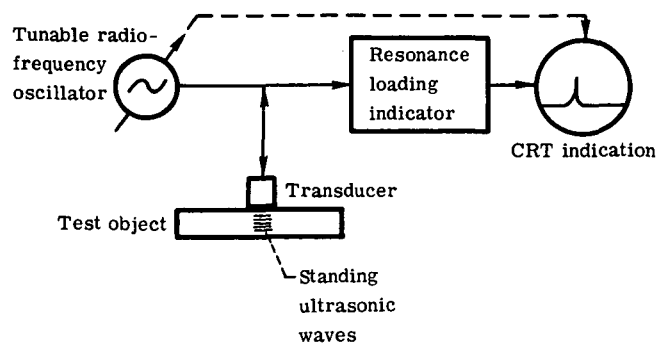 Tunable radio-
frequency
oscillator
Resonance
loading
indicator
CRT indication
Transducer
Test object
Standing
ultrasonic
waves